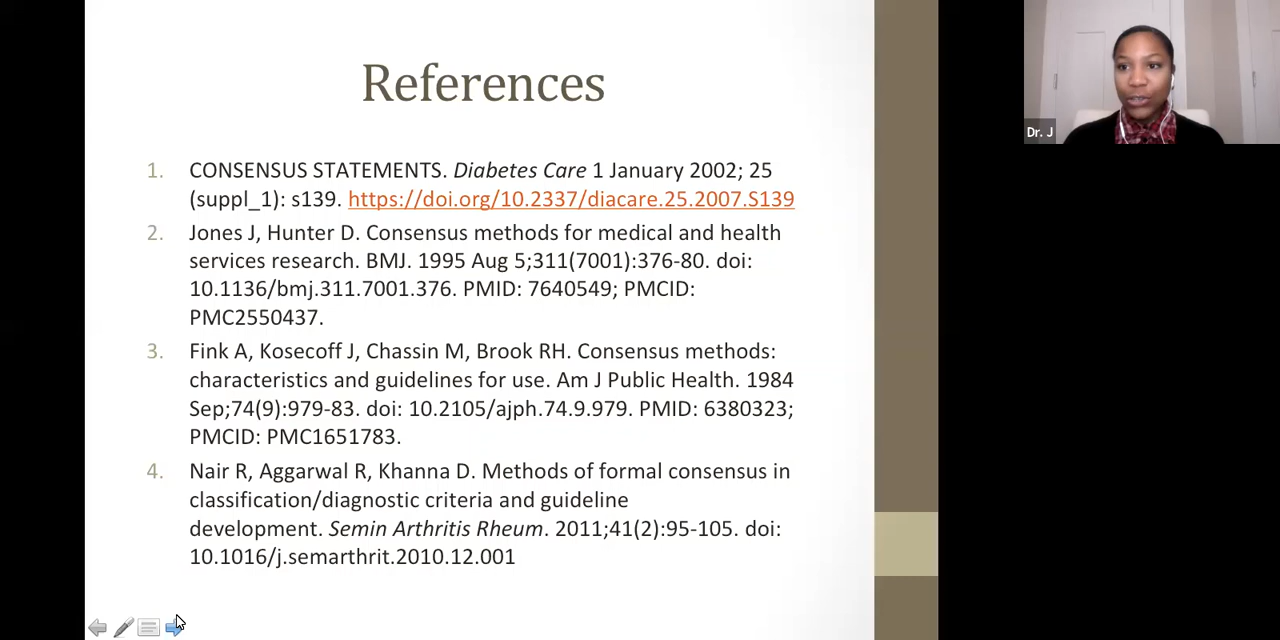 References
1. CONSENSUS STATEMENTS. Diabetes Care 1 January 2002; 25
(suppl_1): s139. https://doi.org/10.2337/diacare.25.2007.S139
2. Jones J, Hunter D. Consensus methods for medical and health
services research. BMJ. 1995 Aug 5;311(7001):376-80. doi:
10.1136/bmj.311.7001.376. PMID: 7640549; PMCID:
PMC2550437.
3. Fink A, Kosecoff J, Chassin M, Brook RH. Consensus methods:
characteristics and guidelines for use. Am J Public Health. 1984
Sep;74(9):979-83. doi: 10.2105/ajph.74.9.979. PMID: 6380323;
PMCID: PMC1651783.
4. Nair R, Aggarwal R, Khanna D. Methods of formal consensus in
classification/diagnostic criteria and guideline
development. Semin Arthritis Rheum. 2011;41(2):95-105. doi:
10.1016/j.semarthrit.2010.12.001
Dr. J